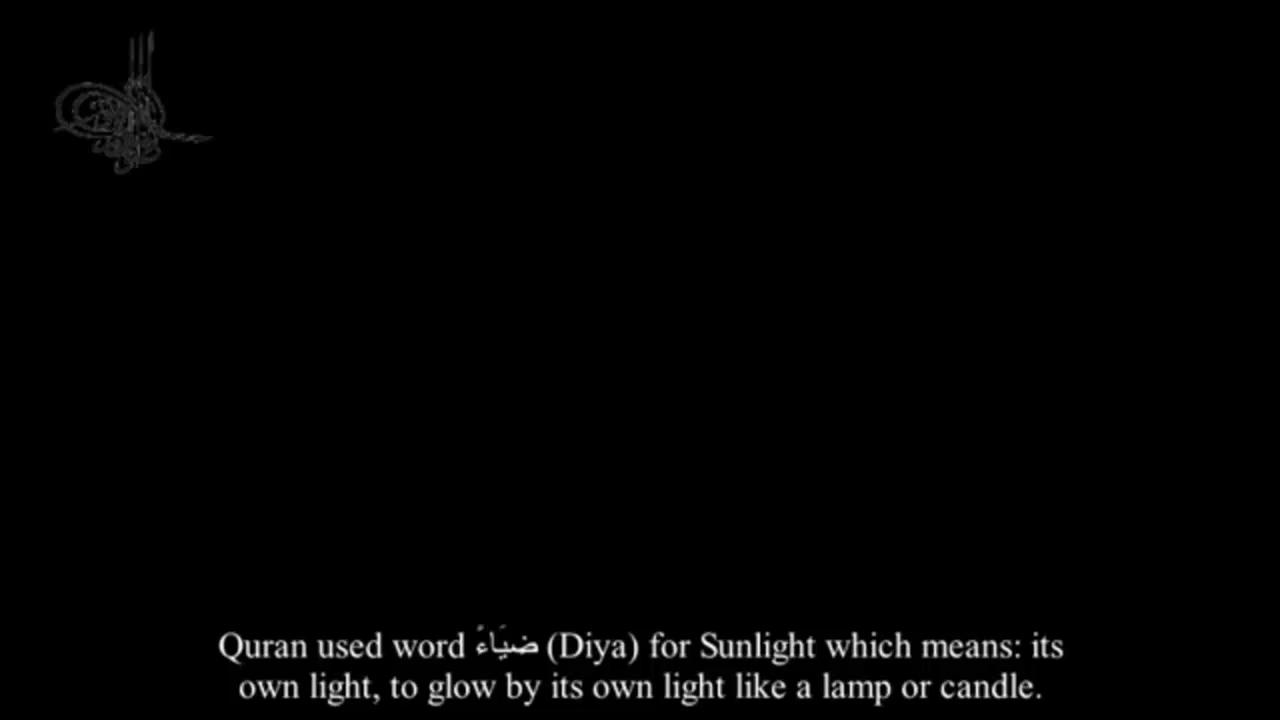 Quran used word ضِيَاءً (Diya) for Sunlight which means: its
own light, to glow by its own light like a lamp or candle.